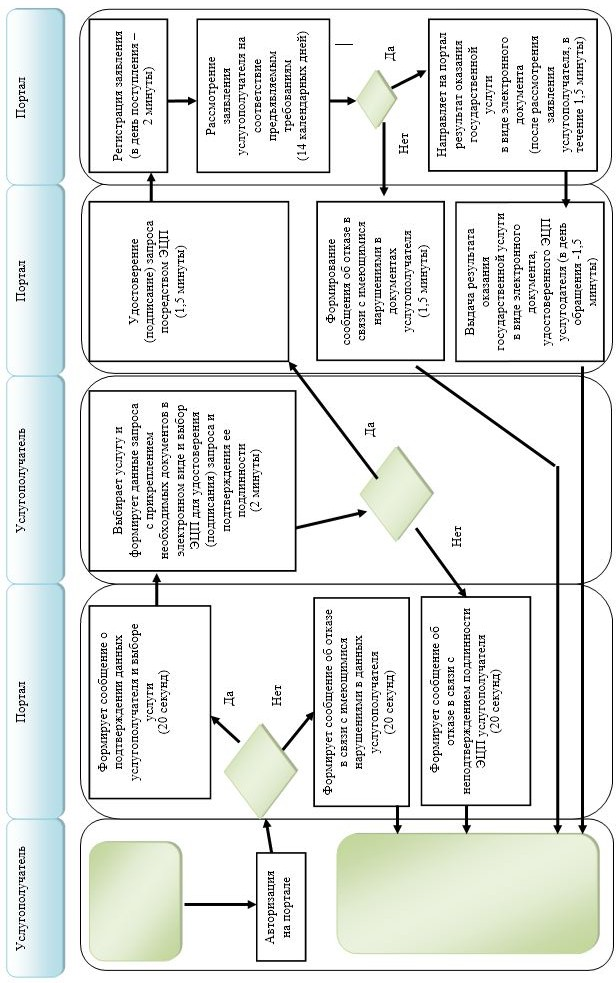 Услугополучатель
Портал
Услугополучатель
Портал
Портал
Авторизация
на портале
Формирует сообщение о
подтверждении данных
услугополучателя и выборе
услуги
(20 секунд)
Да
Нет
Формирует сообщение об отказе
в связи с имеющимися
нарушениями в данных
услугополучателя
(20 секунд)
Формирует сообщение об
отказе в связи с
неподтверждением подлинности
ЭЦП услугополучателя
(20 секунд)
Выбирает услугу и
формирует данные запроса
с прикреплением
необходимых документов в
электронном виде и выбор
ЭЦП для удостоверения
(подписания) запроса и
подтверждения ее
подлинности
(2 минуты)
Да
Нет
Удостоверение
(подписание) запроса
посредством ЭЦП
(1,5 минуты)
Формирование
сообщения об отказе в
связи с имеющимися
нарушениями в
документах
услугополучателя
(1,5 минуты)
Выдача результата
оказания
государственной услуги
в виде электронного
документа,
удостоверенного ЭЦП
услугодателя (в день
обращения -1,5
минуты)
Регистрация заявления
(в день поступления –
2 минуты)
Рассмотрение
заявления
услугополучателя на
соответствие
предъявляемым
требованиям
(14 календарных дней)
Да
Нет
Направляет на портал
результат оказания
государственной
услуги
в виде электронного
документа
(после рассмотрения
заявления
услугополучателя, в
течение 1,5 минуты)